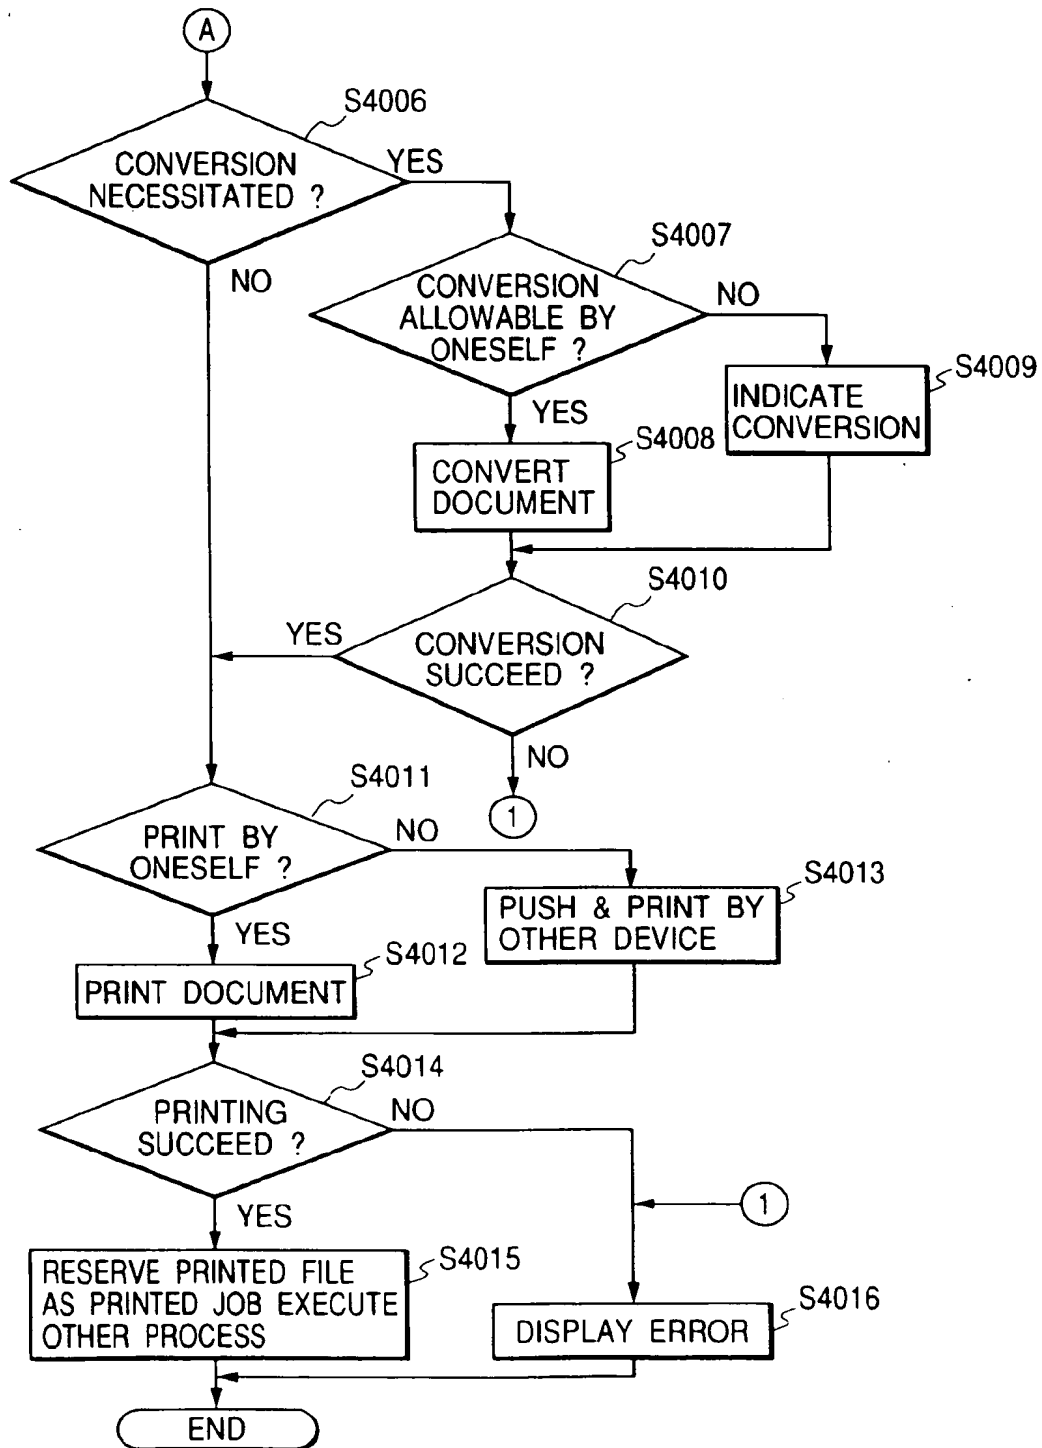 A
S4006
CONVERSION
NECESSITATED ?
YES
NO
S4007
CONVERSION
ALLOWABLE BY
ONESELF ?
NO
YES
S4009
INDICATE
CONVERSION
S4008
CONVERT
DOCUMENT
S4010
CONVERSION
SUCCEED ?
YES
NO
1
S4011
PRINT BY
ONESELF ?
NO
YES
S4013
PUSH & PRINT BY
OTHER DEVICE
S4012
PRINT DOCUMENT
S4014
PRINTING
SUCCEED ?
NO
YES
1
S4015
RESERVE PRINTED FILE
AS PRINTED JOB EXECUTE
OTHER PROCESS
S4016
DISPLAY ERROR
END